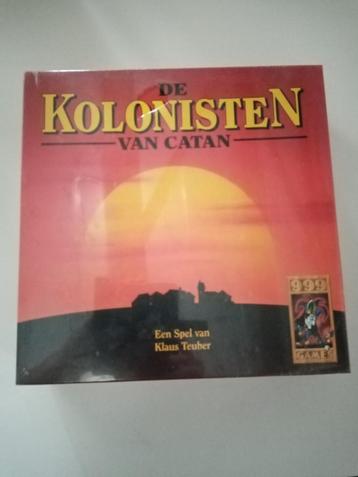 DE
KOLONISTEN
VAN CATAN
Een Spel van
Klaus Teuber
999
GAMES